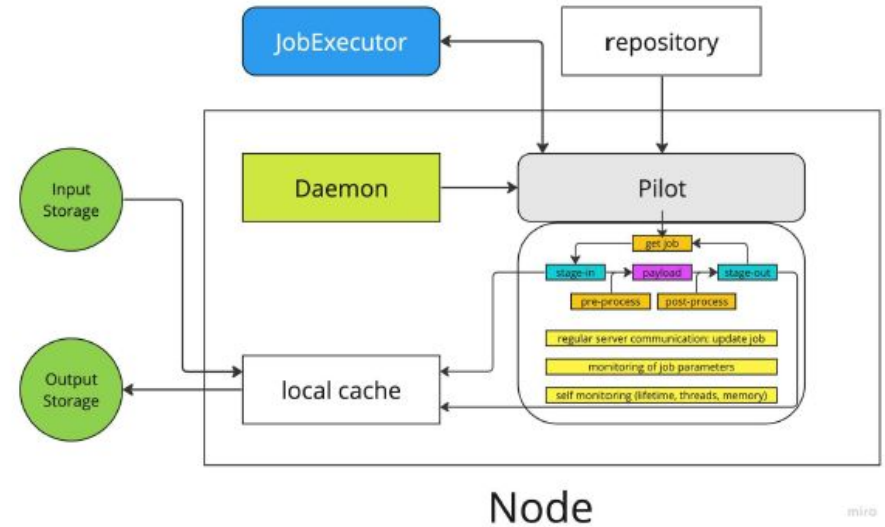 JobExecutor
repository
Input
Storage
Daemon
Pilot
get job
stage-in
payload
stage-out
pre-process
post-process
regular server communication: update job
monitoring of job parameters
self monitoring (lifetime, threads, memory)
Output
Storage
local cache
Node
miro